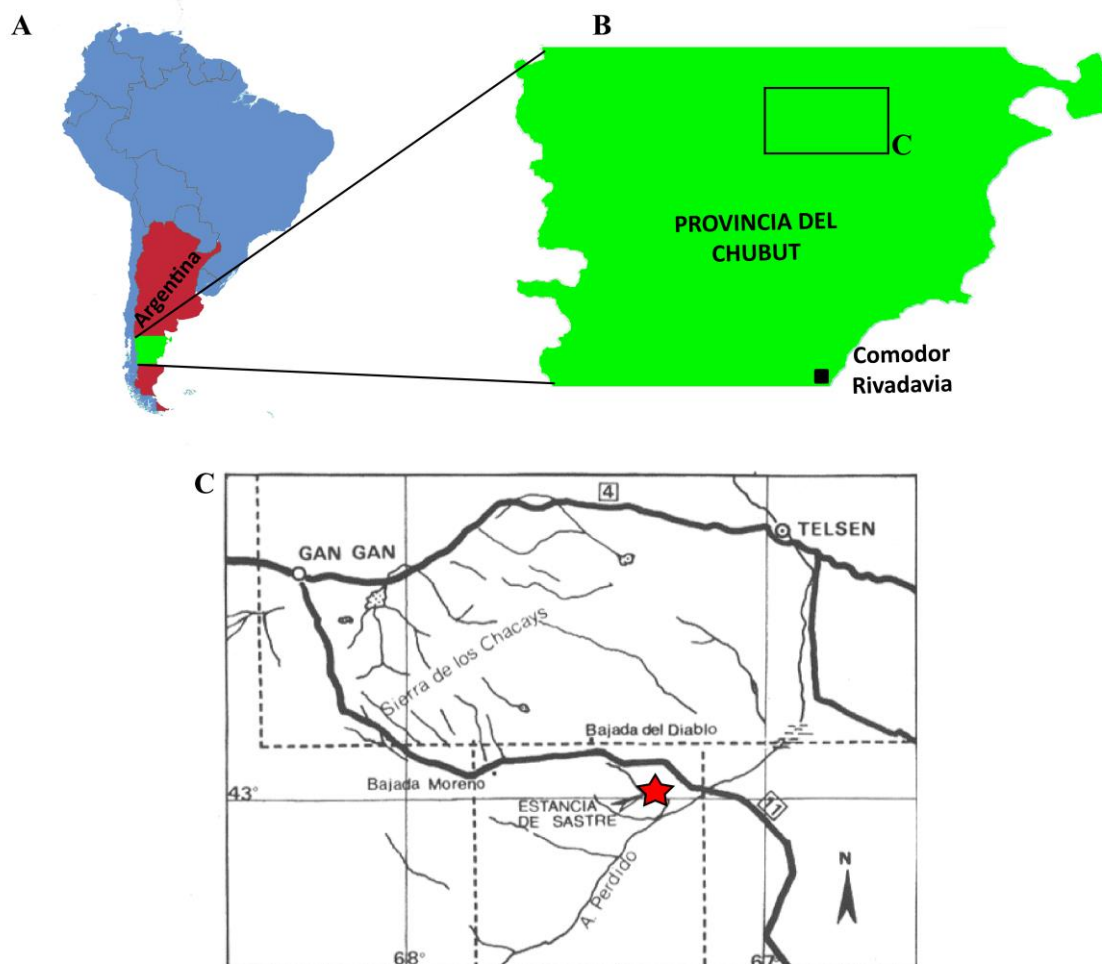 A
B
Argentina
C
PROVINCIA DEL
CHUBUT
Comodor
Rivadavia
C
4
TELSEN
GAN GAN
Sierra de los Chacays
Bajada del Diablo
Bajada Moreno
43°
ESTANCIA
DE SASTRE
11
A. Perdido
N
68°
67°